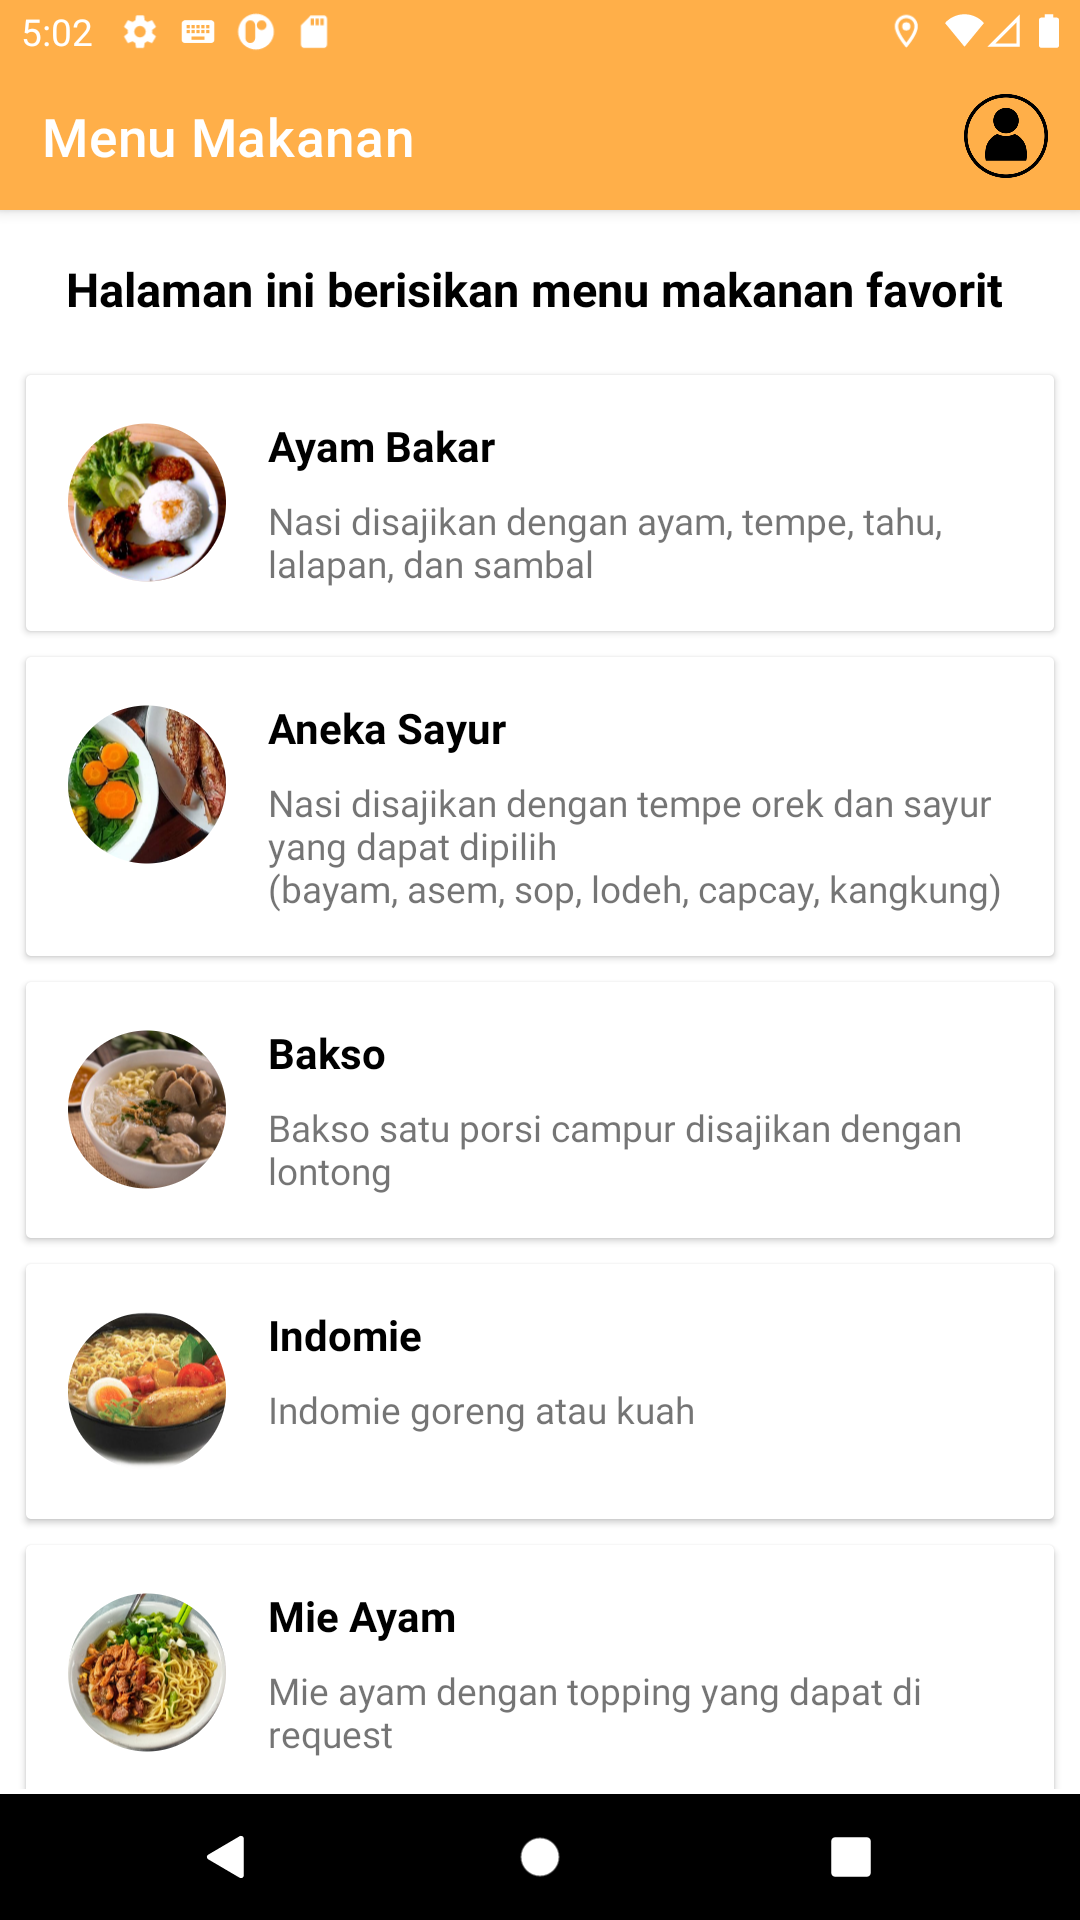 5:02
Menu Makanan
Halaman ini berisikan menu makanan favorit
Ayam Bakar
Nasi disajikan dengan ayam, tempe, tahu,
lalapan, dan sambal
Aneka Sayur
Nasi disajikan dengan tempe orek dan sayur
yang dapat dipilih
(bayam, asem, sop, lodeh, capcay, kangkung)
Bakso
Bakso satu porsi campur disajikan dengan
lontong
Indomie
Indomie goreng atau kuah
Mie Ayam
Mie ayam dengan topping yang dapat di
request